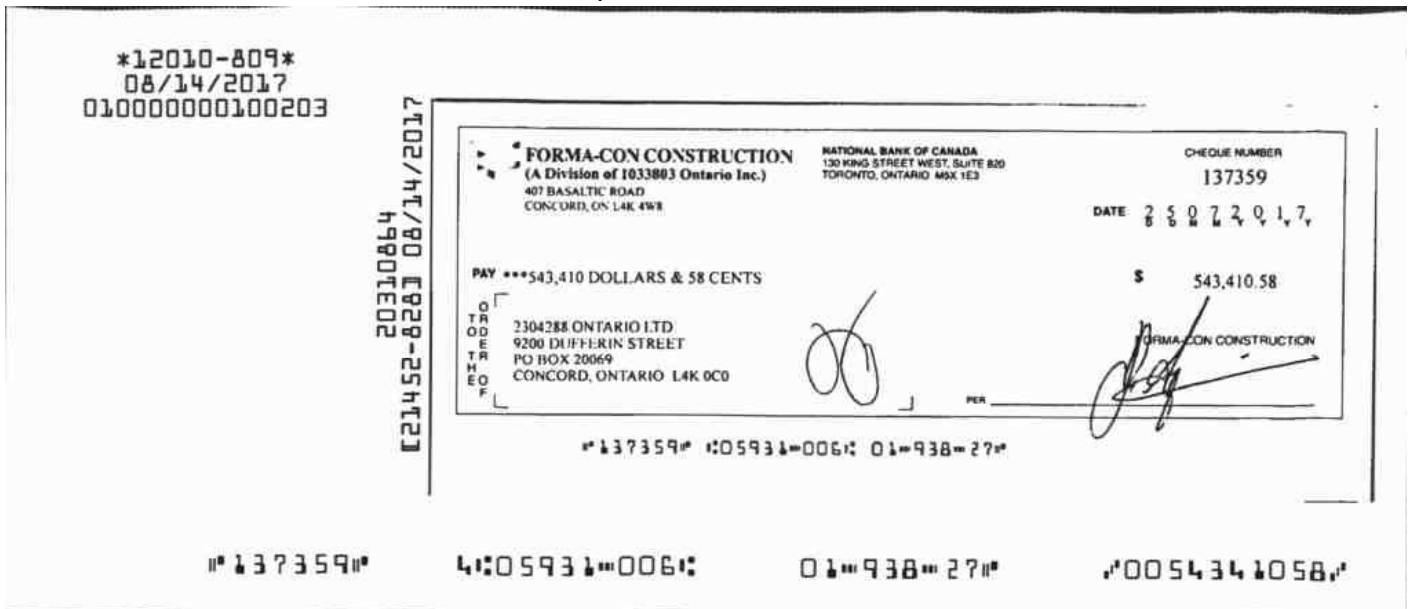 *12010-809*
08/14/2017
010000000100203
[21452-828] 08/14/2017
20310864
FORMA-CON CONSTRUCTION
(A Division of 1033803 Ontario Inc.)
407 BASALTIC ROAD
CONCORD, ON L4K 4W8
NATIONAL BANK OF CANADA
130 KING STREET WEST, SUITE 820
TORONTO, ONTARIO M5X 1E3
CHEQUE NUMBER
137359
DATE 2 5 0 7 2 0 1 7
D D M M Y Y Y Y
PAY ***543,410 DOLLARS & 58 CENTS
$ 543,410.58
TO THE
ORDER OF
2304288 ONTARIO LTD
9200 DUFFERIN STREET
PO BOX 20069
CONCORD, ONTARIO L4K 0C0
FORMA-CON CONSTRUCTION
PER
⑈137359⑈ ⑆05931⑉006⑆ 01⑉938⑉27⑈
⑈137359⑈ 4⑆05931⑉006⑆ 01⑉938⑉27⑈ ⑇0054341058⑇